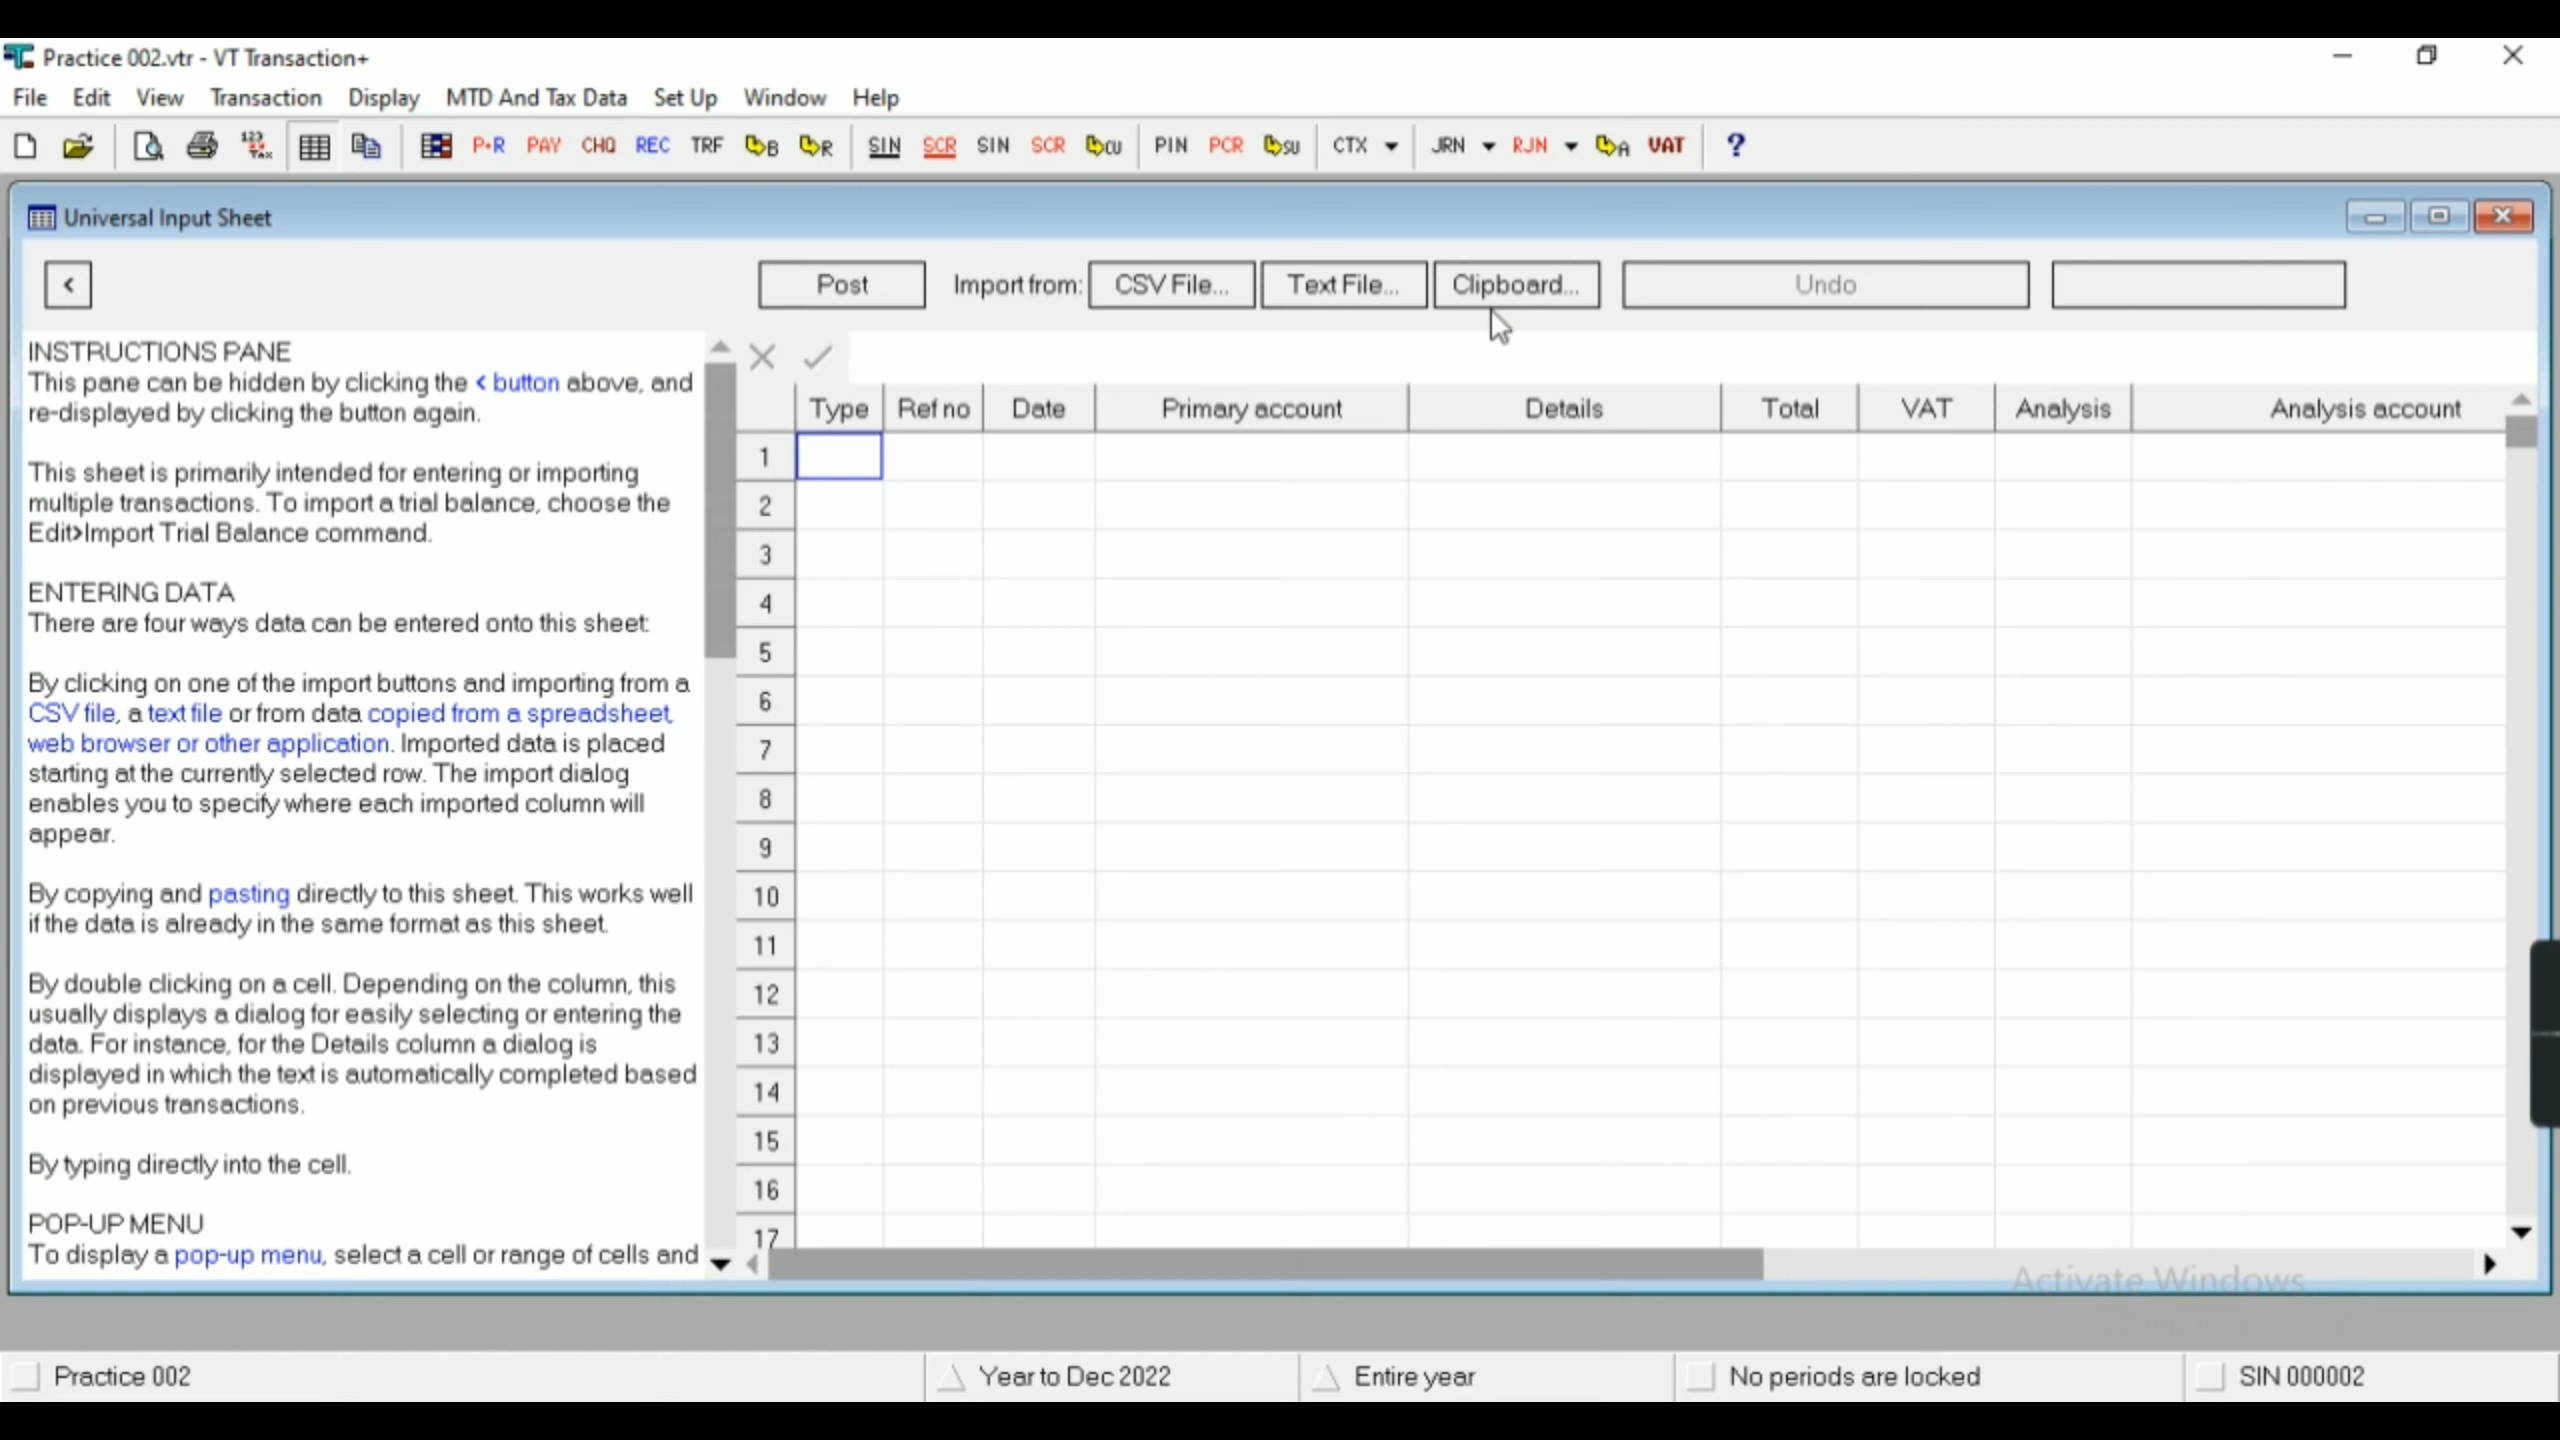 Practice 002.vtr - VT Transaction+
File Edit View Transaction Display MTD And Tax Data Set Up Window Help
123 Tax P+R PAY CHQ REC TRF B R SIN SCR SIN SCR CU PIN PCR SU CTX JRN RJN A VAT ?
Universal Input Sheet
< Post Import from: CSV File... Text File... Clipboard... Undo
INSTRUCTIONS PANE
This pane can be hidden by clicking the < button above, and
re-displayed by clicking the button again.
This sheet is primarily intended for entering or importing
multiple transactions. To import a trial balance, choose the
Edit>Import Trial Balance command.
ENTERING DATA
There are four ways data can be entered onto this sheet:
By clicking on one of the import buttons and importing from a
CSV file, a text file or from data copied from a spreadsheet,
web browser or other application. Imported data is placed
starting at the currently selected row. The import dialog
enables you to specify where each imported column will
appear.
By copying and pasting directly to this sheet. This works well
if the data is already in the same format as this sheet.
By double clicking on a cell. Depending on the column, this
usually displays a dialog for easily selecting or entering the
data. For instance, for the Details column a dialog is
displayed in which the text is automatically completed based
on previous transactions.
By typing directly into the cell.
POP-UP MENU
To display a pop-up menu, select a cell or range of cells and
Type Ref no Date Primary account Details Total VAT Analysis Analysis account
1
2
3
4
5
6
7
8
9
10
11
12
13
14
15
16
17
Activate Windows
Practice 002 Year to Dec 2022 Entire year No periods are locked SIN 000002